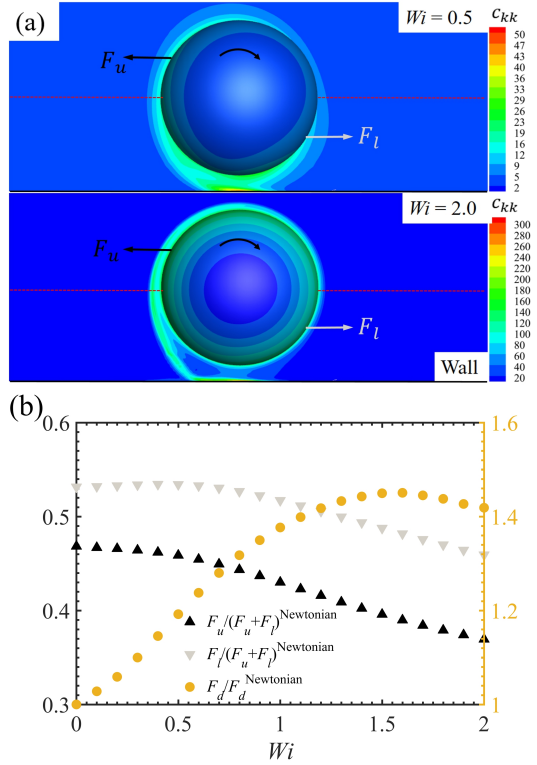 (a)
Wi = 0.5
c_kk
50
47
43
40
36
33
29
26
23
19
16
12
9
5
2
F_u
F_l
Wi = 2.0
c_kk
300
280
260
240
220
200
180
160
140
120
100
80
60
40
20
F_u
F_l
Wall
(b)
0.6
0.5
0.4
0.3
1.6
1.4
1.2
1
F_u/(F_u+F_l)^Newtonian
F_l/(F_u+F_l)^Newtonian
F_d/F_d^Newtonian
0
0.5
1
1.5
2
Wi